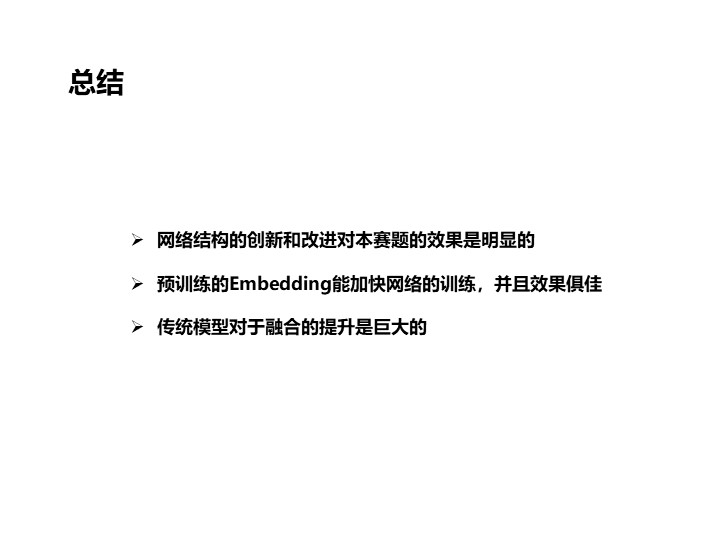 总结
网络结构的创新和改进对本赛题的效果是明显的
预训练的Embedding能加快网络的训练，并且效果俱佳
传统模型对于融合的提升是巨大的